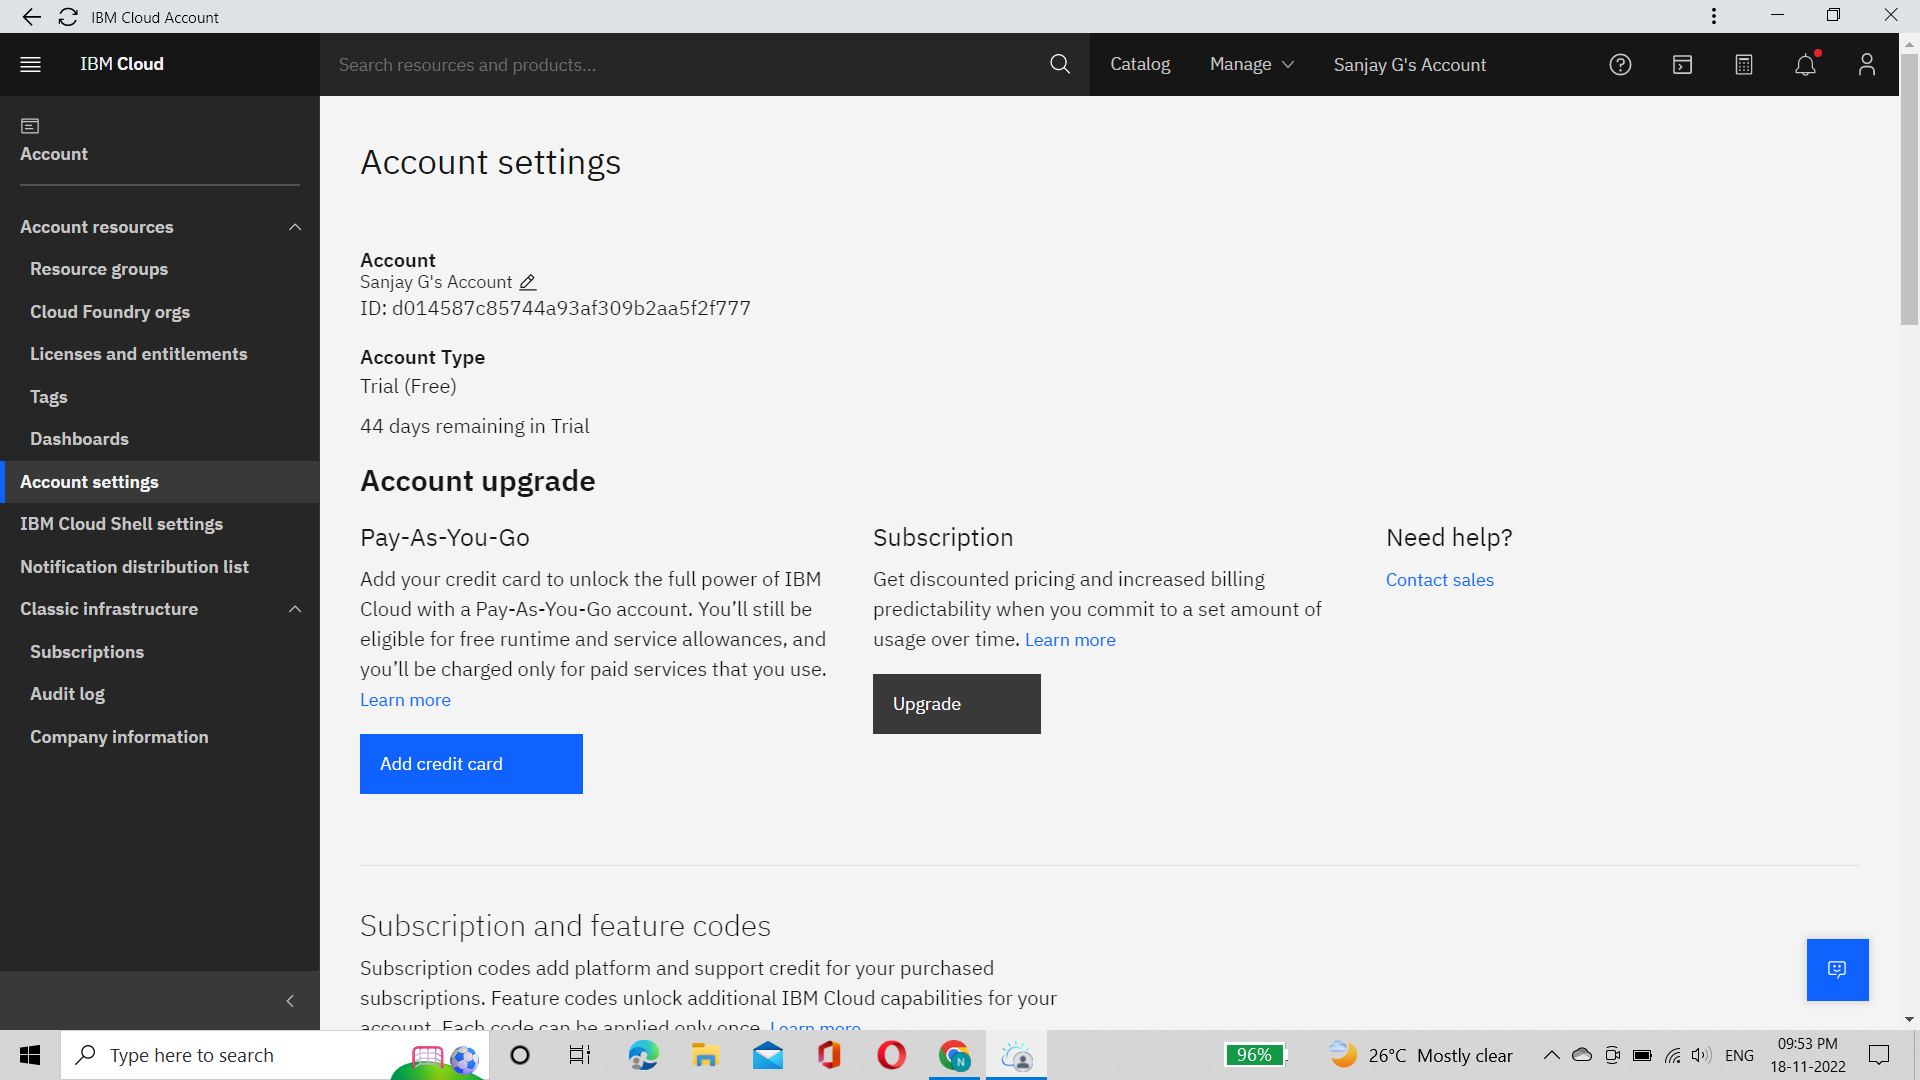 IBM Cloud Account
IBM Cloud
Search resources and products...
Catalog
Manage
Sanjay G's Account
Account
Account resources
Resource groups
Cloud Foundry orgs
Licenses and entitlements
Tags
Dashboards
Account settings
IBM Cloud Shell settings
Notification distribution list
Classic infrastructure
Subscriptions
Audit log
Company information
Account settings
Account
Sanjay G's Account
ID: d014587c85744a93af309b2aa5f2f777
Account Type
Trial (Free)
44 days remaining in Trial
Account upgrade
Pay-As-You-Go
Add your credit card to unlock the full power of IBM
Cloud with a Pay-As-You-Go account. You’ll still be
eligible for free runtime and service allowances, and
you’ll be charged only for paid services that you use.
Learn more
Add credit card
Subscription
Get discounted pricing and increased billing
predictability when you commit to a set amount of
usage over time. Learn more
Upgrade
Need help?
Contact sales
Subscription and feature codes
Subscription codes add platform and support credit for your purchased
subscriptions. Feature codes unlock additional IBM Cloud capabilities for your
account. Each code can be applied only once. Learn more
Type here to search
N
96%
26°C Mostly clear
ENG
09:53 PM
18-11-2022